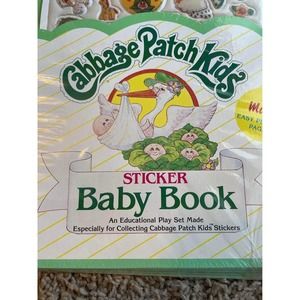 Cabbage Patch Kids
STICKER
Baby Book
An Educational Play Set Made
Especially for Collecting Cabbage Patch Kids Stickers